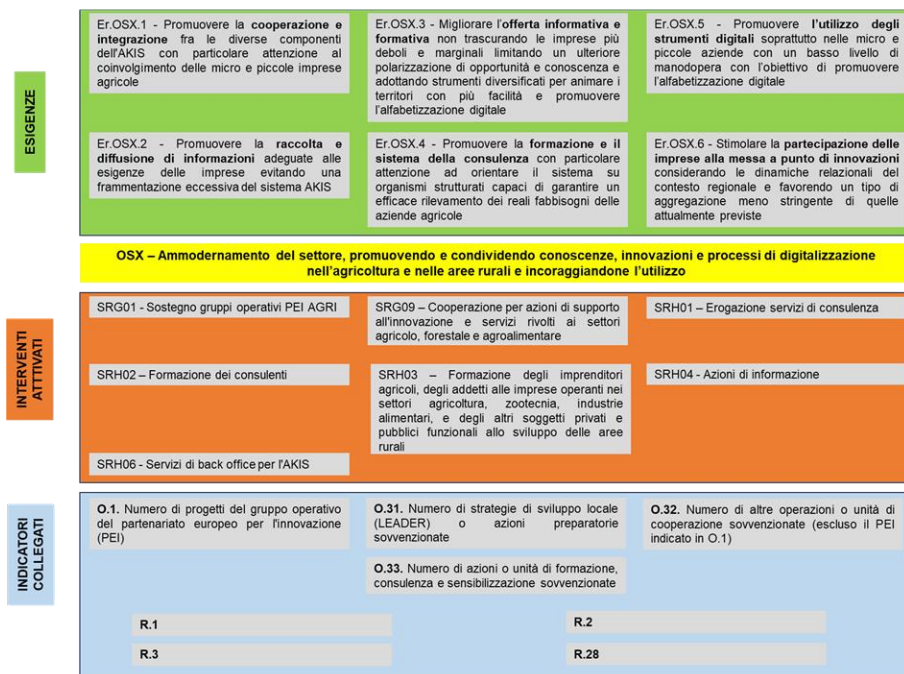 ESIGENZE
Er.OSX.1 - Promuovere la cooperazione e
integrazione fra le diverse componenti
dell'AKIS con particolare attenzione al
coinvolgimento delle micro e piccole imprese
agricole
Er.OSX.3 - Migliorare l'offerta informativa e
formativa non trascurando le imprese più
deboli e marginali limitando un ulteriore
polarizzazione di opportunità e conoscenza e
adottando strumenti diversificati per animare i
territori con più facilità e promuovere
l'alfabetizzazione digitale
Er.OSX.5 - Promuovere l'utilizzo degli
strumenti digitali soprattutto nelle micro e
piccole aziende con un basso livello di
manodopera con l'obiettivo di promuovere
l'alfabetizzazione digitale
Er.OSX.2 - Promuovere la raccolta e
diffusione di informazioni adeguate alle
esigenze delle imprese evitando una
frammentazione eccessiva del sistema AKIS
Er.OSX.4 - Promuovere la formazione e il
sistema della consulenza con particolare
attenzione ad orientare il sistema su
organismi strutturati capaci di garantire un
efficace rilevamento dei reali fabbisogni delle
aziende agricole
Er.OSX.6 - Stimolare la partecipazione delle
imprese alla messa a punto di innovazioni
considerando le dinamiche relazionali del
contesto regionale e favorendo un tipo di
aggregazione meno stringente di quelle
attualmente previste
OSX – Ammodernamento del settore, promuovendo e condividendo conoscenze, innovazioni e processi di digitalizzazione
nell'agricoltura e nelle aree rurali e incoraggiandone l'utilizzo
INTERVENTI
ATTTIVATI
SRG01 - Sostegno gruppi operativi PEI AGRI
SRG09 – Cooperazione per azioni di supporto
all'innovazione e servizi rivolti ai settori
agricolo, forestale e agroalimentare
SRH01 – Erogazione servizi di consulenza
SRH02 – Formazione dei consulenti
SRH03 – Formazione degli imprenditori
agricoli, degli addetti alle imprese operanti nei
settori agricoltura, zootecnia, industrie
alimentari, e degli altri soggetti privati e
pubblici funzionali allo sviluppo delle aree
rurali
SRH04 - Azioni di informazione
SRH06 - Servizi di back office per l'AKIS
INDICATORI
COLLEGATI
O.1. Numero di progetti del gruppo operativo
del partenariato europeo per l'innovazione
(PEI)
O.31. Numero di strategie di sviluppo locale
(LEADER) o azioni preparatorie
sovvenzionate
O.32. Numero di altre operazioni o unità di
cooperazione sovvenzionate (escluso il PEI
indicato in O.1)
O.33. Numero di azioni o unità di formazione,
consulenza e sensibilizzazione sovvenzionate
R.1
R.2
R.3
R.28